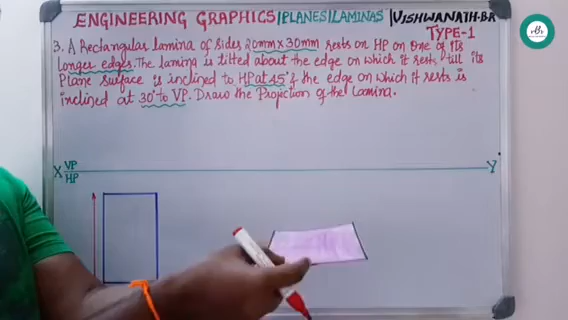 ENGINEERING GRAPHICS/PLANES/LAMINAS/VISHWANATH.BR
TYPE-1
3. A Rectangular lamina of sides 20mm x 30mm rests on HP on one of its
Longer edges. The lamina is tilted about the edge on which it rests, till its
Plane surface is inclined to HP at 45° & the edge on which it rests is
inclined at 30° to VP. Draw the Projection of the Lamina.
X VP Y
HP